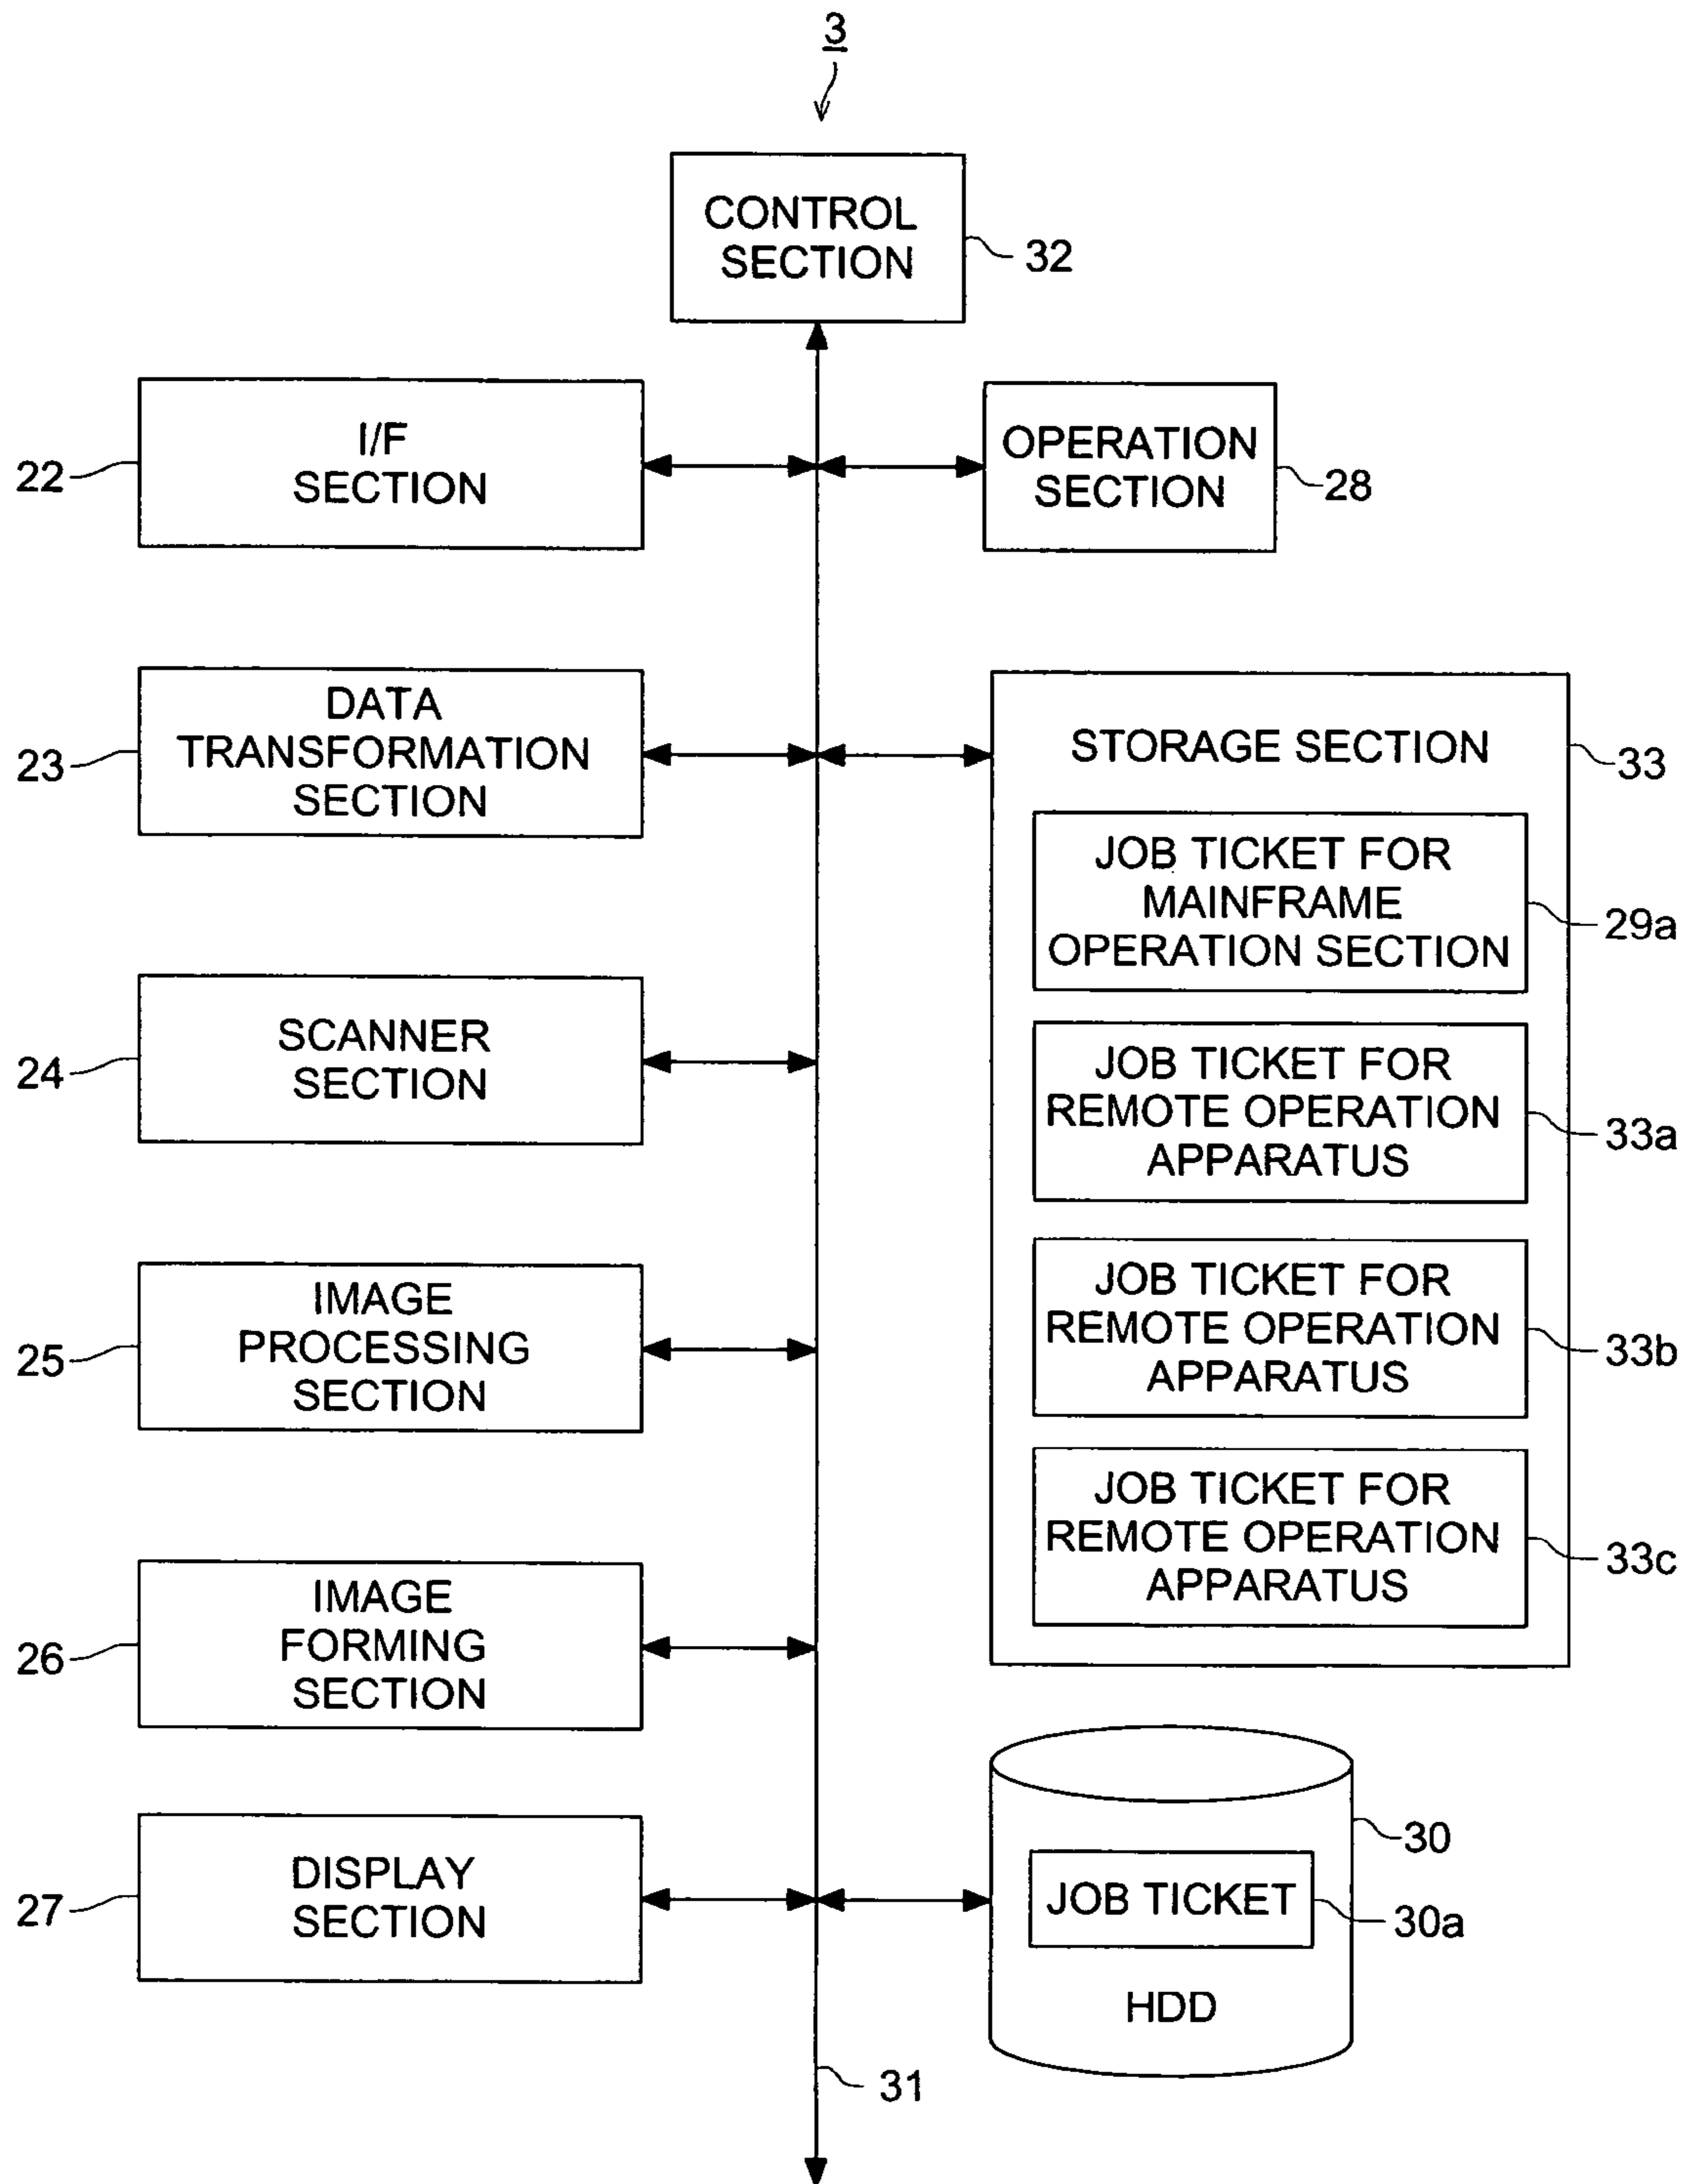 3
CONTROL
SECTION
32
I/F
SECTION
22
OPERATION
SECTION
28
DATA
TRANSFORMATION
SECTION
23
STORAGE SECTION
33
JOB TICKET FOR
MAINFRAME
OPERATION SECTION
29a
SCANNER
SECTION
24
JOB TICKET FOR
REMOTE OPERATION
APPARATUS
33a
IMAGE
PROCESSING
SECTION
25
JOB TICKET FOR
REMOTE OPERATION
APPARATUS
33b
JOB TICKET FOR
REMOTE OPERATION
APPARATUS
33c
IMAGE
FORMING
SECTION
26
DISPLAY
SECTION
27
30
JOB TICKET
30a
HDD
31